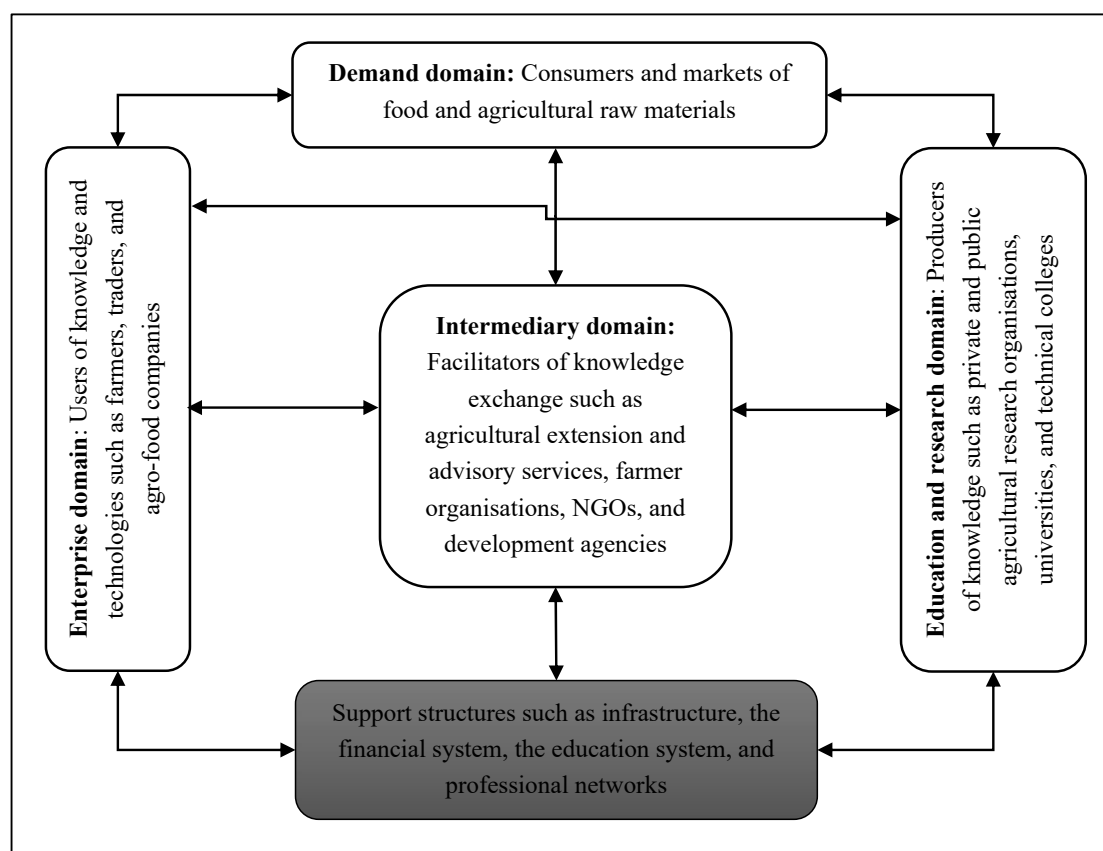 Demand domain: Consumers and markets of
food and agricultural raw materials
Enterprise domain: Users of knowledge and
technologies such as farmers, traders, and
agro-food companies
Intermediary domain:
Facilitators of knowledge
exchange such as
agricultural extension and
advisory services, farmer
organisations, NGOs, and
development agencies
Education and research domain: Producers
of knowledge such as private and public
agricultural research organisations,
universities, and technical colleges
Support structures such as infrastructure, the
financial system, the education system, and
professional networks